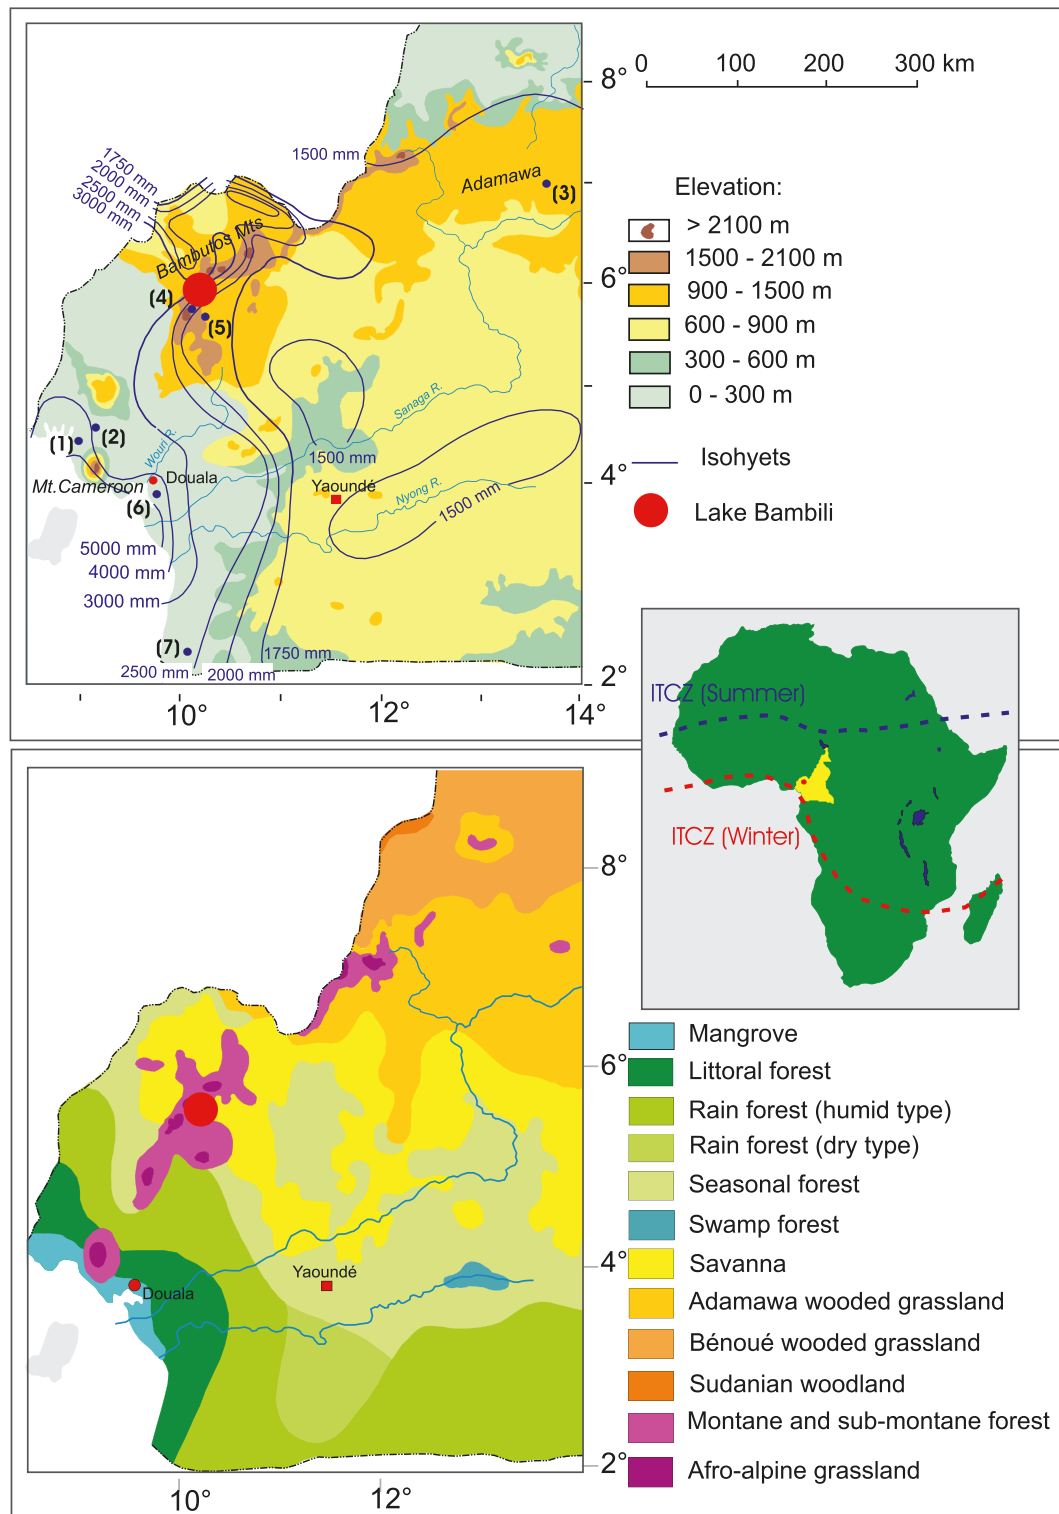 0 100 200 300 km
8°
1500 mm
1750 mm
2000 mm
2500 mm
3000 mm
Adamawa
(3)
Bambutos Mts
6°
(4)
(5)
Sanaga R.
(1)
(2)
Wouri R.
1500 mm
4°
Douala
Yaoundé
Mt.Cameroon
Nyong R.
1500 mm
(6)
5000 mm
4000 mm
3000 mm
(7)
1750 mm
2500 mm
2000 mm
2°
10° 12° 14°
Elevation:
> 2100 m
1500 - 2100 m
900 - 1500 m
600 - 900 m
300 - 600 m
0 - 300 m
Isohyets
Lake Bambili
ITCZ (Summer)
ITCZ (Winter)
8°
6°
4°
Yaoundé
Douala
2°
10° 12°
Mangrove
Littoral forest
Rain forest (humid type)
Rain forest (dry type)
Seasonal forest
Swamp forest
Savanna
Adamawa wooded grassland
Bénoué wooded grassland
Sudanian woodland
Montane and sub-montane forest
Afro-alpine grassland